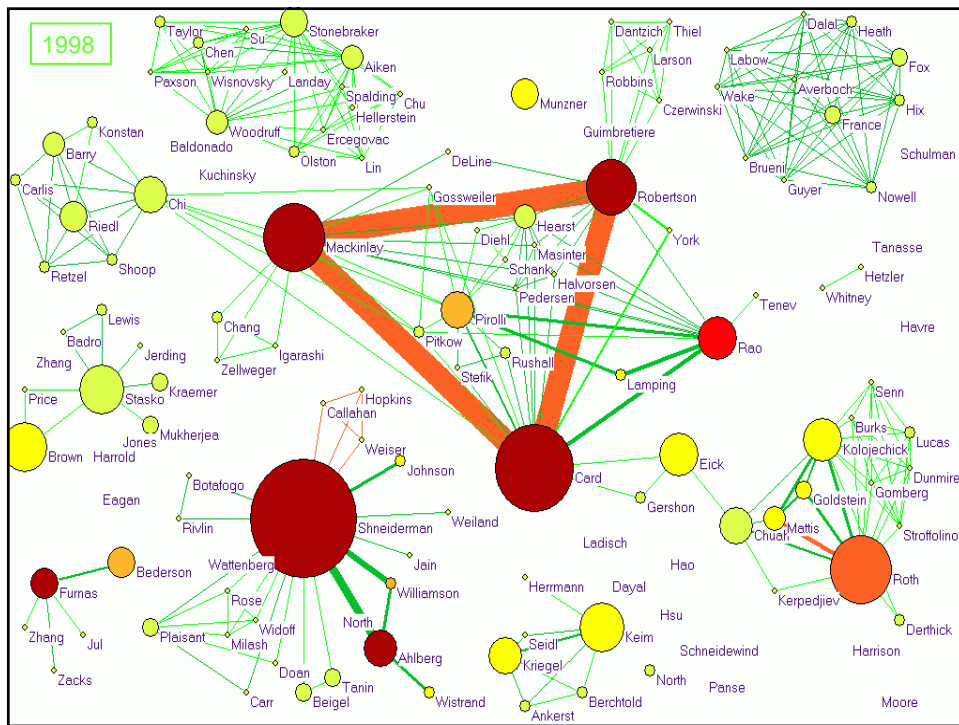 1998
Taylor
Su
Stonebraker
Chen
Aiken
Paxson
Wisnovsky
Landay
Spalding
Chu
Hellerstein
Woodruff
Ercegovac
Baldonado
Olston
Lin
Kuchinsky
Munzner
Dantzich
Thiel
Larson
Robbins
Czerwinski
Guimbretiere
Dalal
Heath
Labow
Fox
Wake
Averboch
Hix
France
Brueni
Guyer
Nowell
Schulman
Konstan
Barry
Carlis
Chi
Riedl
Retzel
Shoop
DeLine
Gossweiler
Robertson
Mackinlay
Hearst
York
Diehl
Masinter
Schank
Halvorsen
Pedersen
Tanasse
Hetzler
Whitney
Tenev
Havre
Pirolli
Pitkow
Rao
Rushall
Stefik
Lamping
Chang
Igarashi
Zellweger
Lewis
Badro
Zhang
Jerding
Kraemer
Price
Stasko
Mukherjea
Jones
Brown
Harrold
Hopkins
Callahan
Weiser
Johnson
Card
Eick
Gershon
Senn
Burks
Lucas
Kolojechick
Dunmire
Gomberg
Goldstein
Mattis
Stroffolino
Chuah
Roth
Kerpedjiev
Derthick
Harrison
Eagan
Botafogo
Rivlin
Shneiderman
Weiland
Ladisch
Hao
Wattenberg
Jain
Bederson
Furnas
Rose
Williamson
Herrmann
Dayal
Hsu
Zhang
Jul
Plaisant
Widoff
Milash
North
Ahlberg
Seidl
Keim
Kriegel
Schneidewind
Zacks
Doan
Tanin
Carr
Beigel
Wistrand
Ankerst
Berchtold
North
Panse
Moore